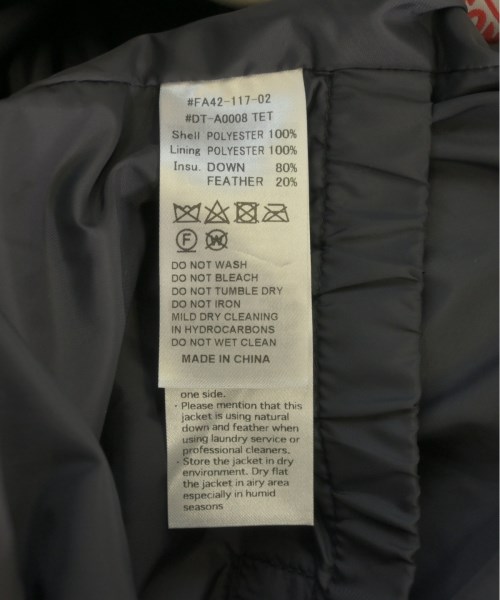 #FA42-117-02
#DT-A0008 TET
Shell POLYESTER 100%
Lining POLYESTER 100%
Insu. DOWN 80%
FEATHER 20%
F W
DO NOT WASH
DO NOT BLEACH
DO NOT TUMBLE DRY
DO NOT IRON
MILD DRY CLEANING
IN HYDROCARBONS
DO NOT WET CLEAN
MADE IN CHINA
one side.
· Please mention that this
jacket is using natural
down and feather when
using laundry service or
professional cleaners.
· Store the jacket in dry
environment. Dry flat
the jacket in airy area
especially in humid
seasons